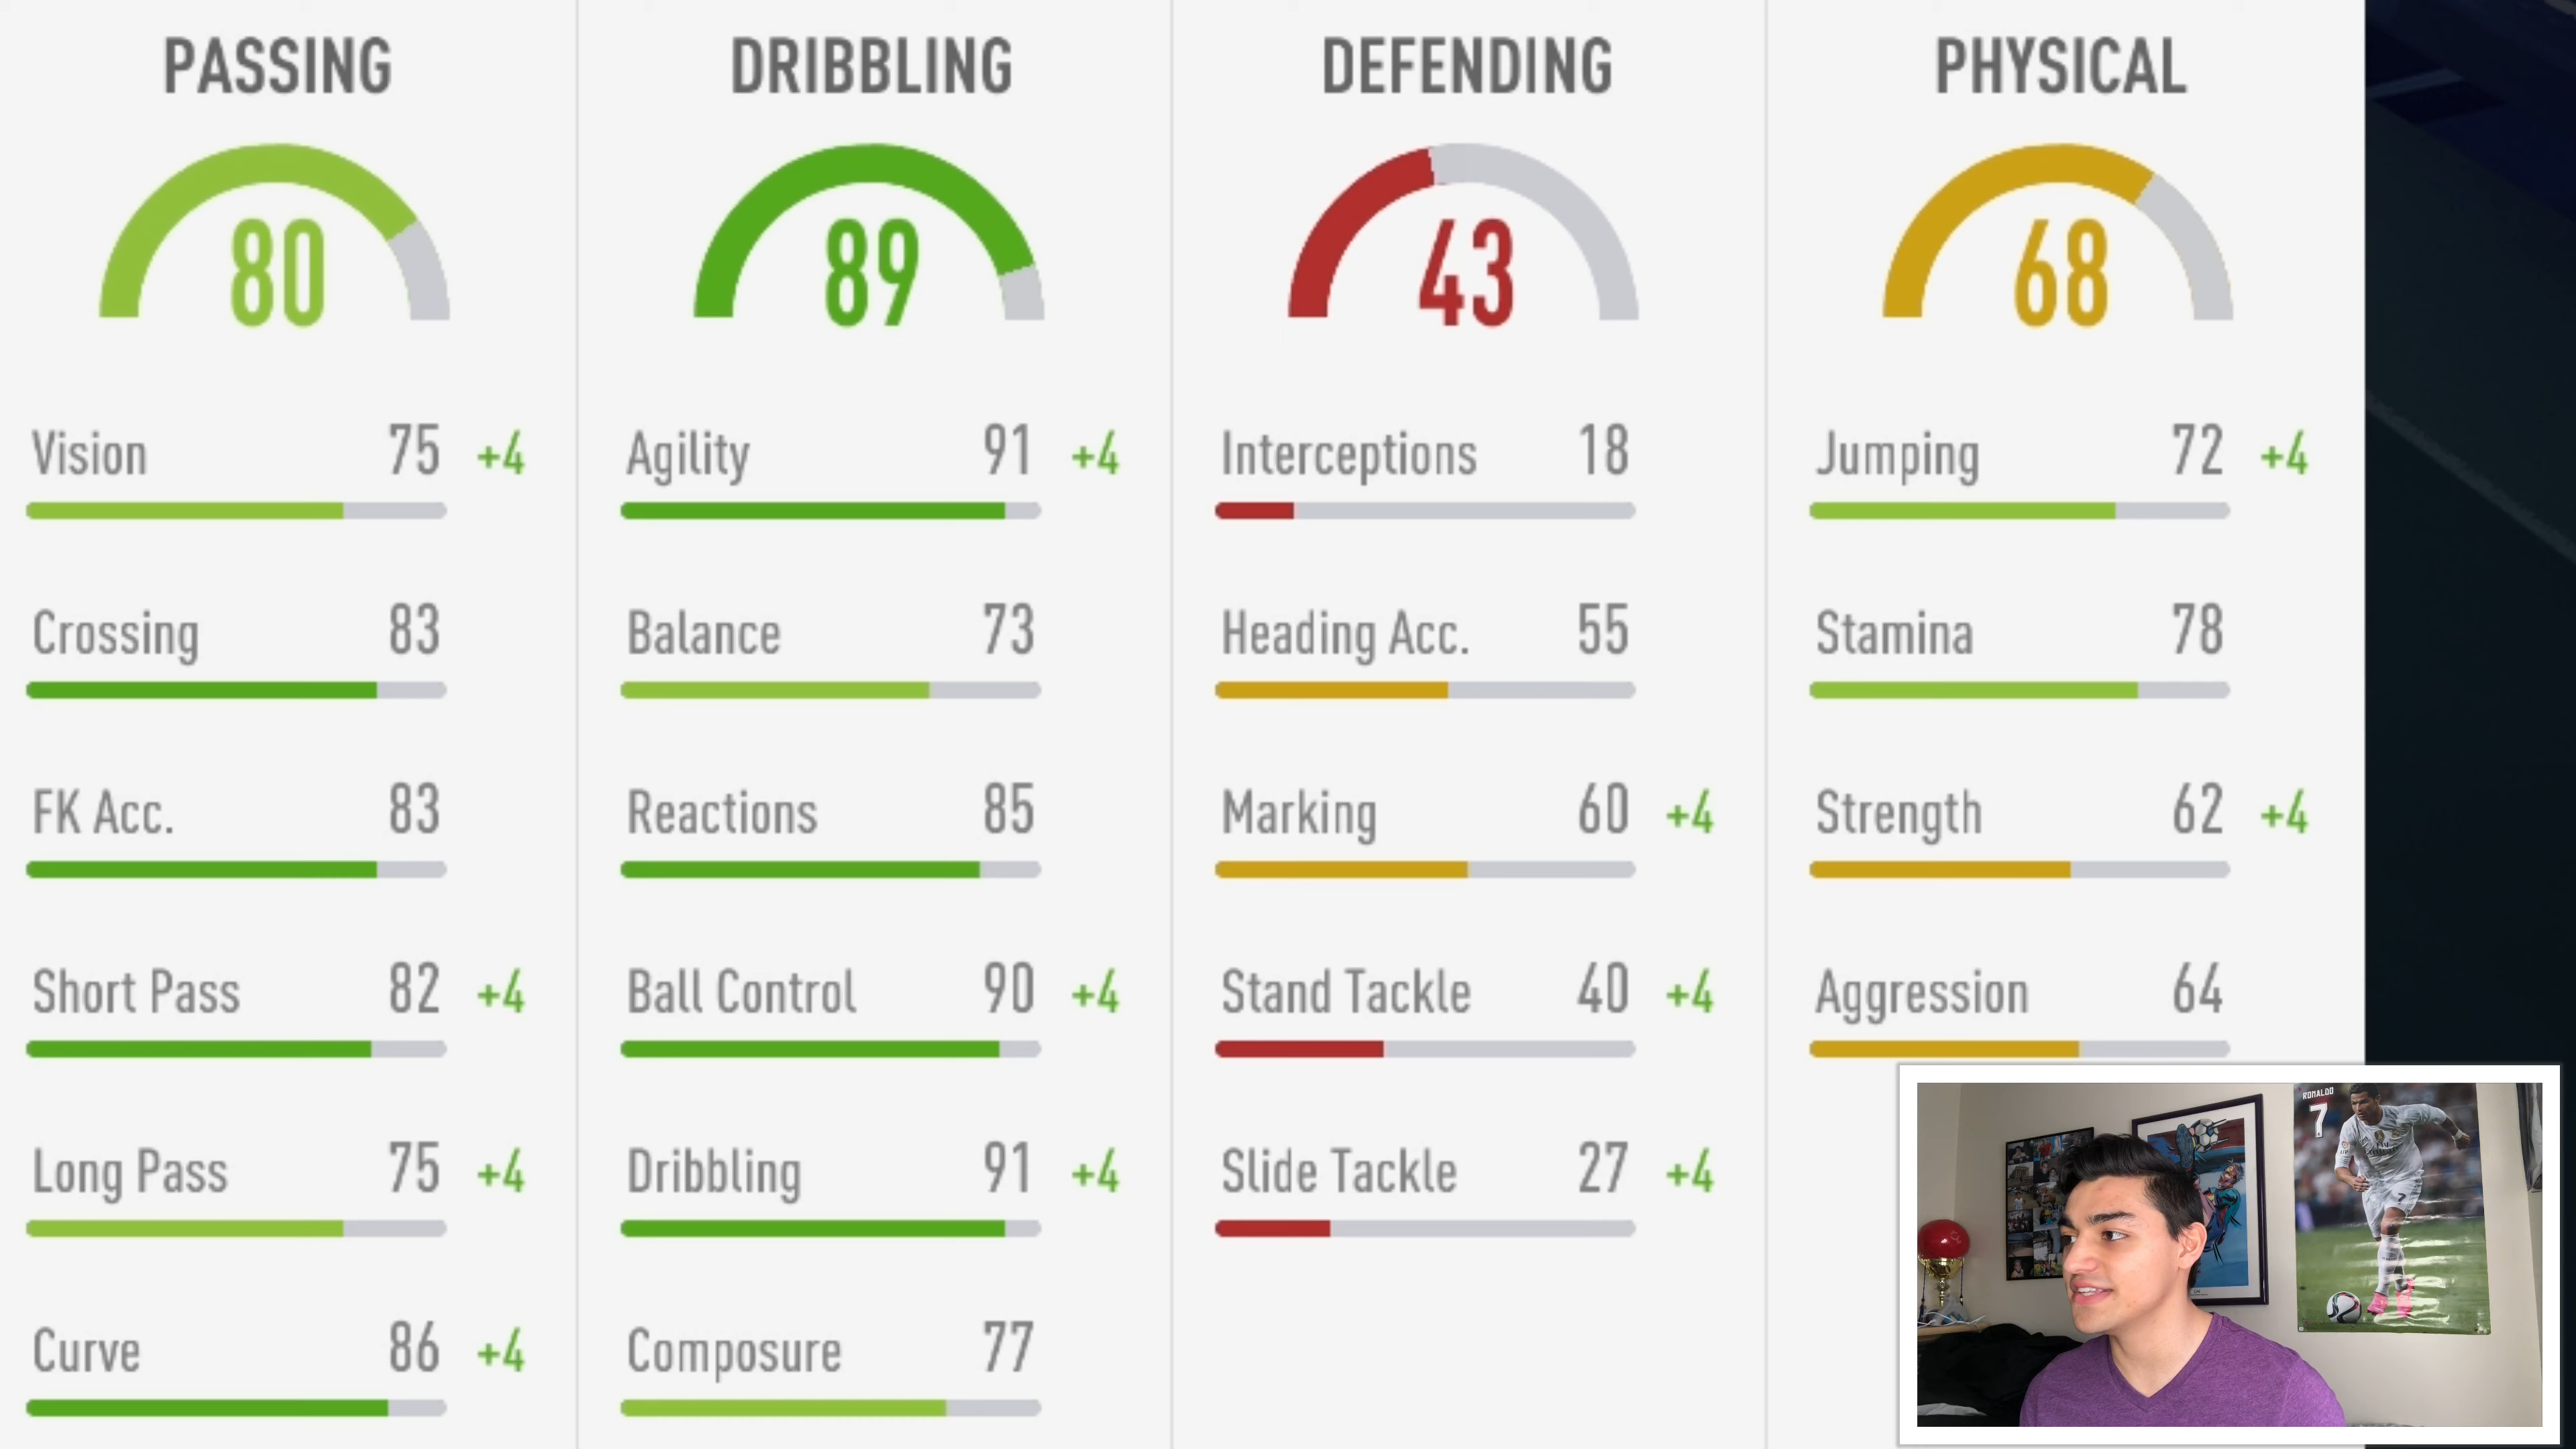 PASSING
80
Vision 75 +4
Crossing 83
FK Acc. 83
Short Pass 82 +4
Long Pass 75 +4
Curve 86 +4
DRIBBLING
89
Agility 91 +4
Balance 73
Reactions 85
Ball Control 90 +4
Dribbling 91 +4
Composure 77
DEFENDING
43
Interceptions 18
Heading Acc. 55
Marking 60 +4
Stand Tackle 40 +4
Slide Tackle 27 +4
PHYSICAL
68
Jumping 72 +4
Stamina 78
Strength 62 +4
Aggression 64
RONALDO
7